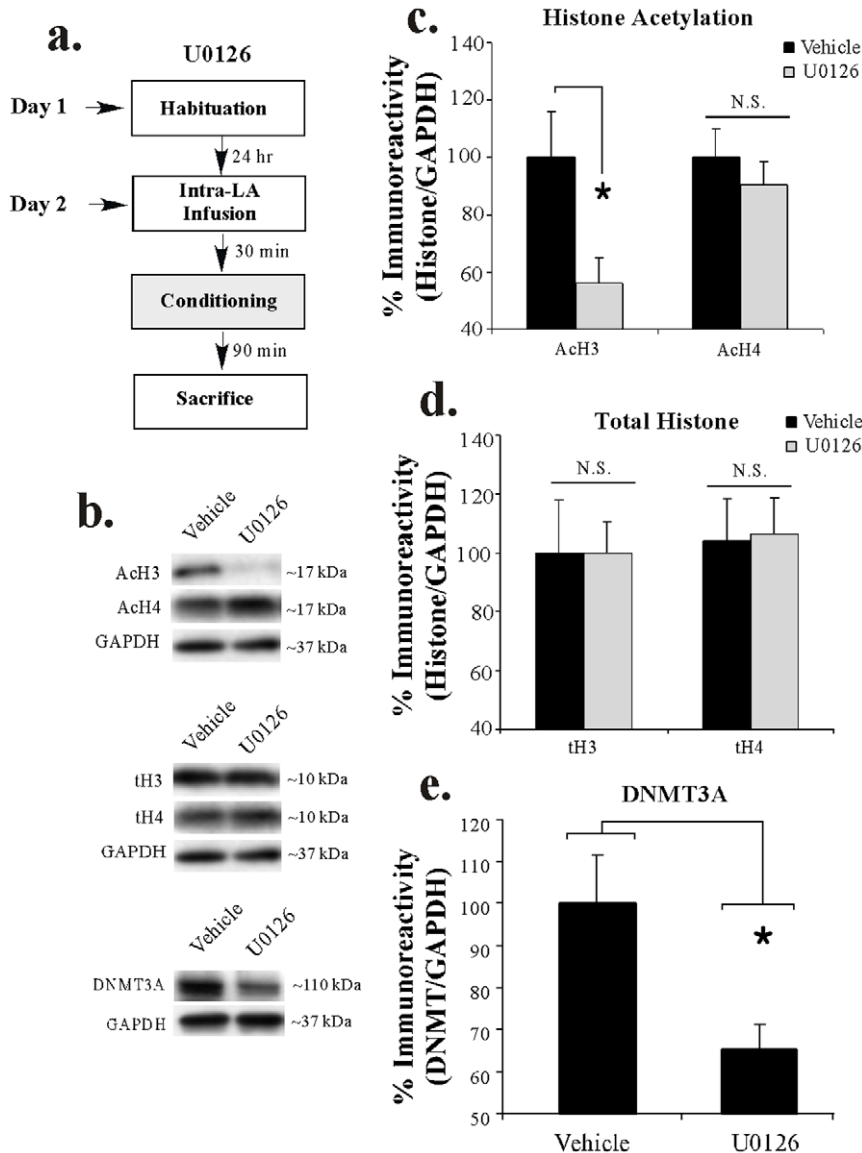 a.
U0126
Day 1
Habituation
24 hr
Day 2
Intra-LA
Infusion
30 min
Conditioning
90 min
Sacrifice
b.
Vehicle
U0126
AcH3
~17 kDa
AcH4
~17 kDa
GAPDH
~37 kDa
Vehicle
U0126
tH3
~10 kDa
tH4
~10 kDa
GAPDH
~37 kDa
Vehicle
U0126
DNMT3A
~110 kDa
GAPDH
~37 kDa
c.
Histone Acetylation
Vehicle
U0126
% Immunoreactivity
(Histone/GAPDH)
140
120
100
80
60
40
*
N.S.
AcH3
AcH4
d.
Total Histone
Vehicle
U0126
% Immunoreactivity
(Histone/GAPDH)
140
120
100
80
60
40
N.S.
N.S.
tH3
tH4
e.
DNMT3A
% Immunoreactivity
(DNMT/GAPDH)
120
110
100
90
80
70
60
50
*
Vehicle
U0126